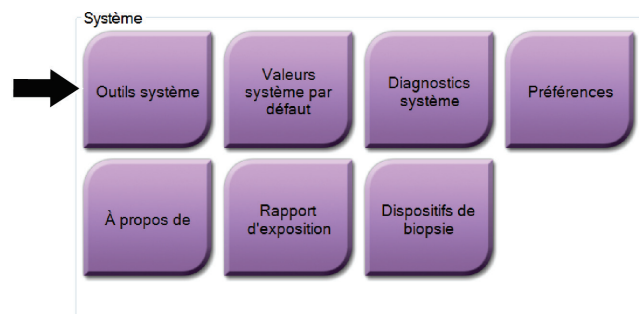 Système
Outils système
Valeurs
système par
défaut
Diagnostics
système
Préférences
À propos de
Rapport
d'exposition
Dispositifs de
biopsie